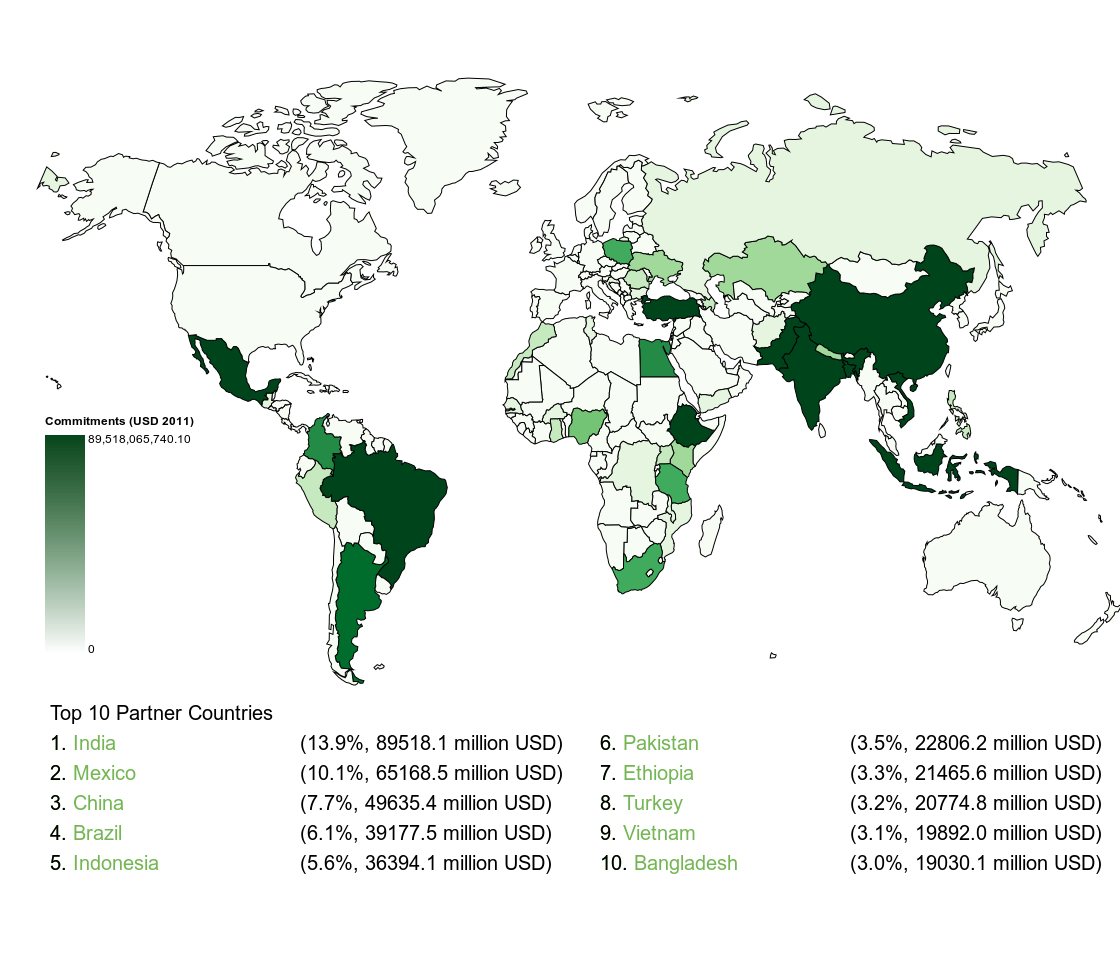 Commitments (USD 2011)
89,518,065,740.10
0
Top 10 Partner Countries
1. India (13.9%, 89518.1 million USD)
2. Mexico (10.1%, 65168.5 million USD)
3. China (7.7%, 49635.4 million USD)
4. Brazil (6.1%, 39177.5 million USD)
5. Indonesia (5.6%, 36394.1 million USD)
6. Pakistan (3.5%, 22806.2 million USD)
7. Ethiopia (3.3%, 21465.6 million USD)
8. Turkey (3.2%, 20774.8 million USD)
9. Vietnam (3.1%, 19892.0 million USD)
10. Bangladesh (3.0%, 19030.1 million USD)